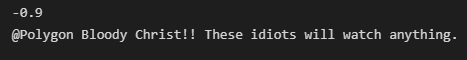 -0.9
@Polygon Bloody Christ!! These idiots will watch anything.